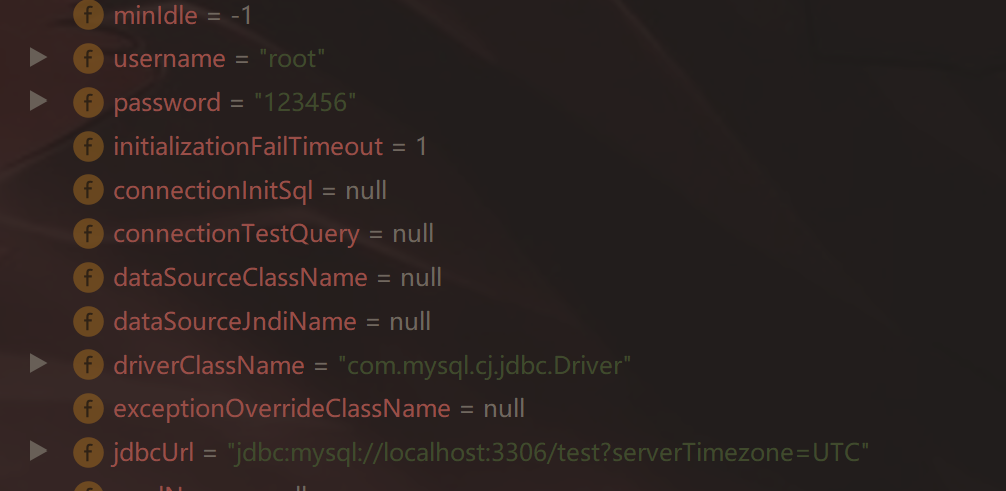 f minIdle = -1
f username = "root"
f password = "123456"
f initializationFailTimeout = 1
f connectionInitSql = null
f connectionTestQuery = null
f dataSourceClassName = null
f dataSourceJndiName = null
f driverClassName = "com.mysql.cj.jdbc.Driver"
f exceptionOverrideClassName = null
f jdbcUrl = "jdbc:mysql://localhost:3306/test?serverTimezone=UTC"